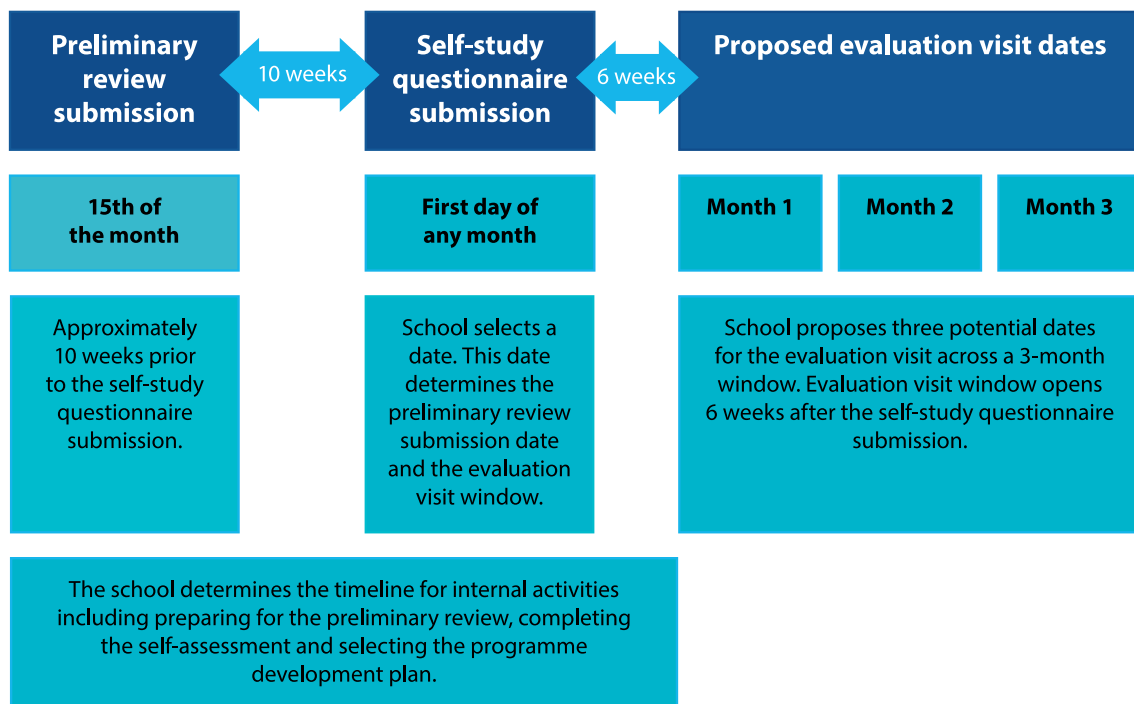 Preliminary
review
submission
10 weeks
Self-study
questionnaire
submission
6 weeks
Proposed evaluation visit dates
15th of
the month
First day of
any month
Month 1
Month 2
Month 3
Approximately
10 weeks prior
to the self-study
questionnaire
submission.
School selects a
date. This date
determines the
preliminary review
submission date
and the evaluation
visit window.
School proposes three potential dates
for the evaluation visit across a 3-month
window. Evaluation visit window opens
6 weeks after the self-study questionnaire
submission.
The school determines the timeline for internal activities
including preparing for the preliminary review, completing
the self-assessment and selecting the programme
development plan.